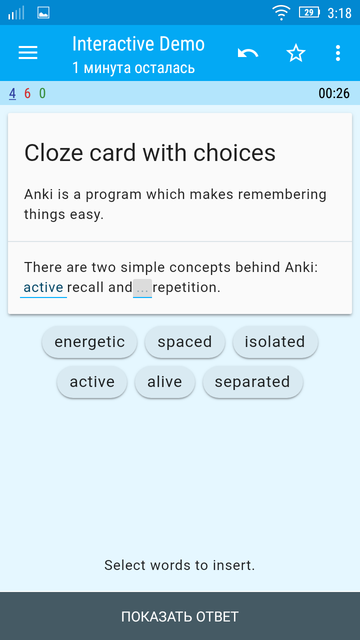 29 3:18
Interactive Demo
1 минута осталась
4 6 0 00:26
Cloze card with choices
Anki is a program which makes remembering
things easy.
There are two simple concepts behind Anki:
active recall and ... repetition.
energetic spaced isolated
active alive separated
Select words to insert.
ПОКАЗАТЬ ОТВЕТ